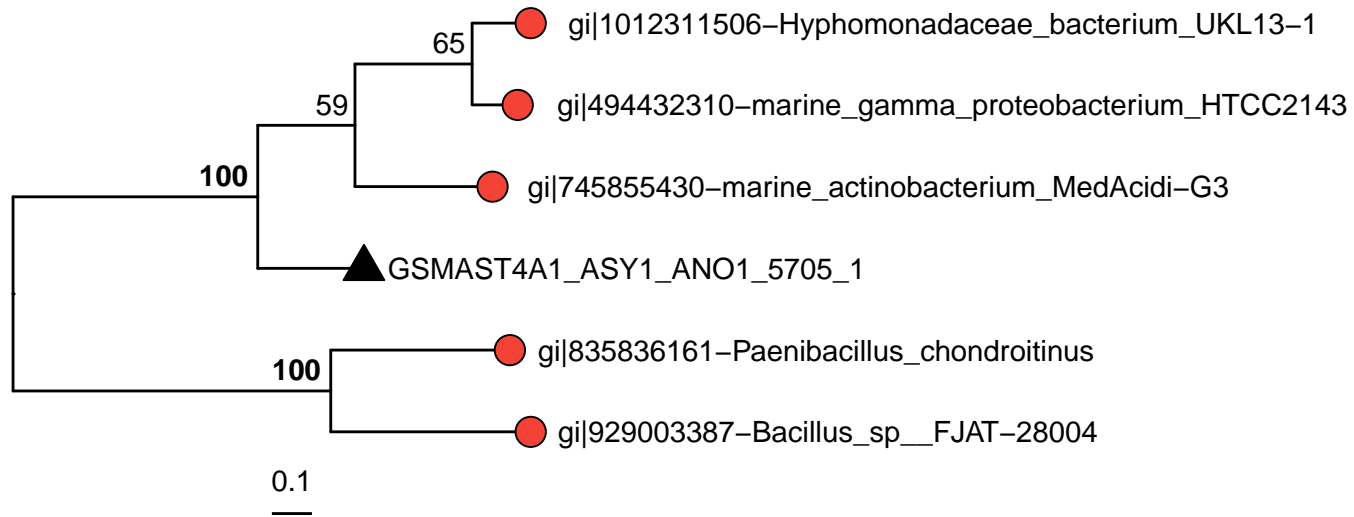 gi|1012311506−Hyphomonadaceae_bacterium_UKL13−1
65
gi|494432310−marine_gamma_proteobacterium_HTCC2143
59
100
gi|745855430−marine_actinobacterium_MedAcidi−G3
GSMAST4A1_ASY1_ANO1_5705_1
gi|835836161−Paenibacillus_chondroitinus
100
gi|929003387−Bacillus_sp__FJAT−28004
0.1